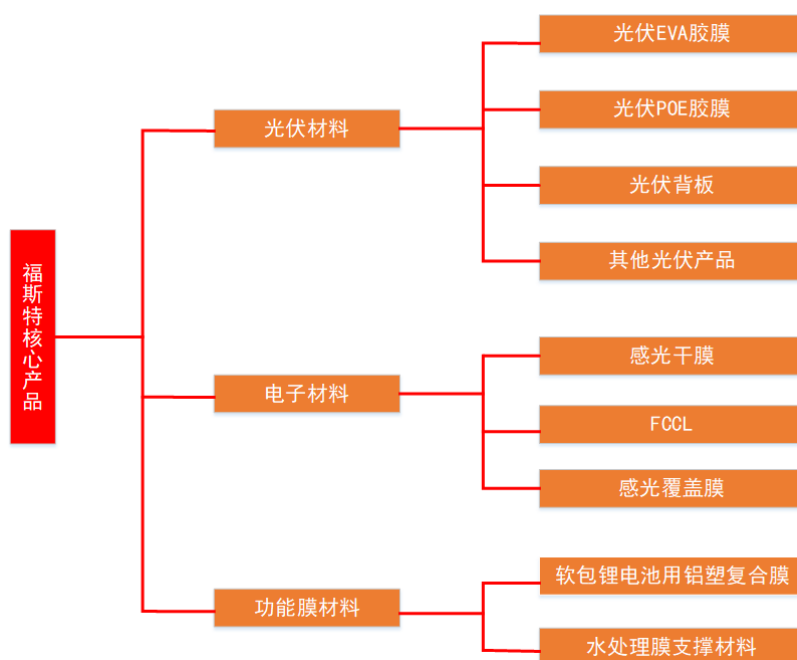 福斯特核心产品
光伏材料
光伏EVA胶膜
光伏POE胶膜
光伏背板
其他光伏产品
电子材料
感光干膜
FCCL
感光覆盖膜
功能膜材料
软包锂电池用铝塑复合膜
水处理膜支撑材料